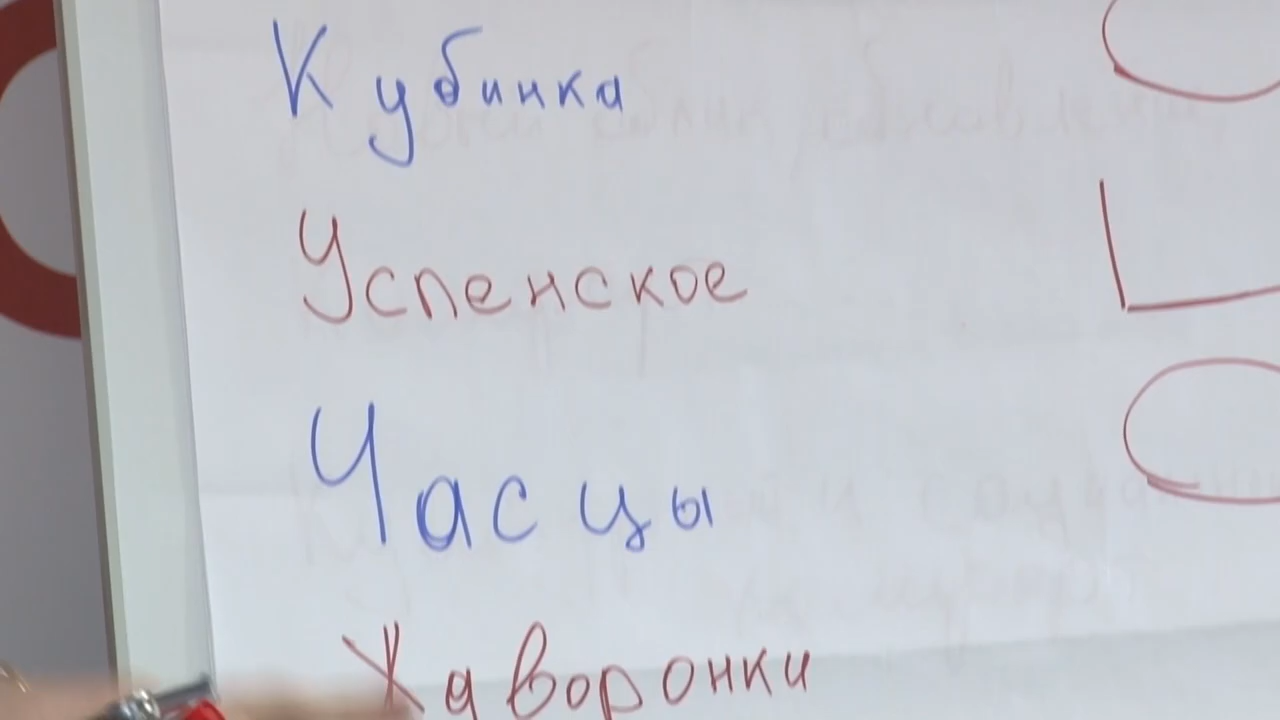 Кубинка
Успенское
Часцы
Жаворонки